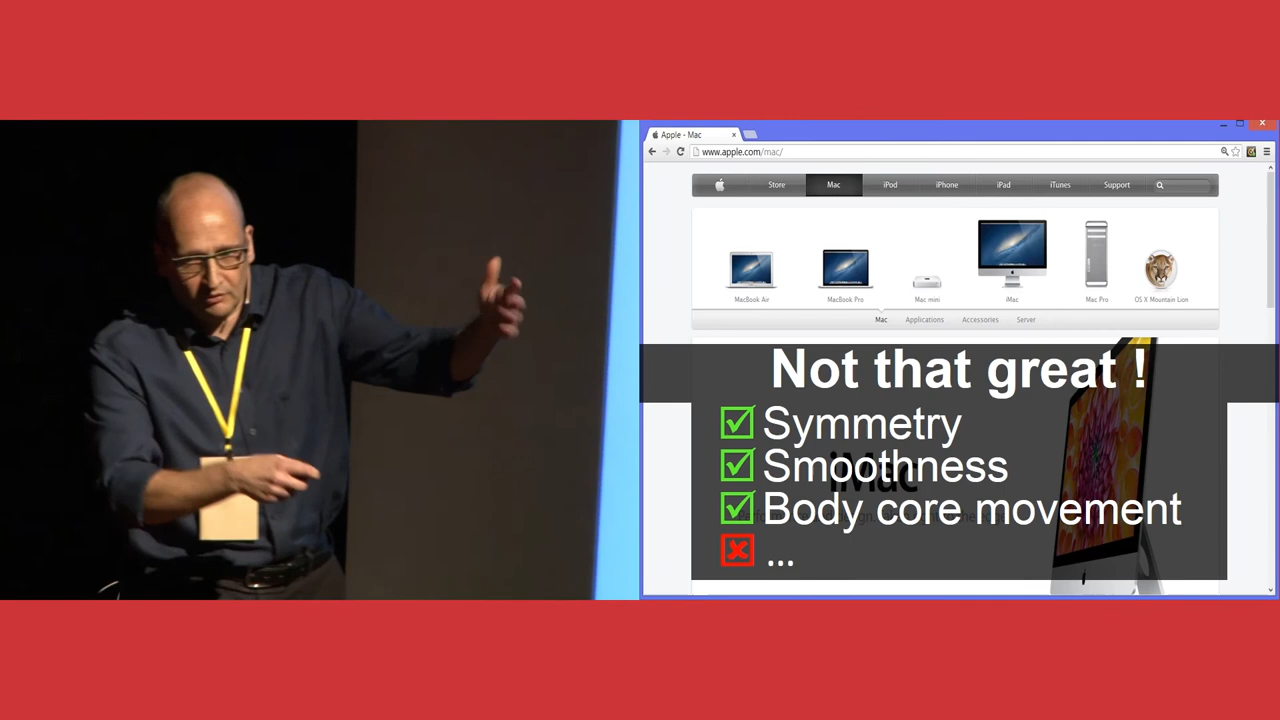 Apple - Mac
www.apple.com/mac/
Store Mac iPod iPhone iPad iTunes Support
MacBook Air MacBook Pro Mac mini iMac Mac Pro OS X Mountain Lion
Mac Applications Accessories Server
Not that great !
Symmetry
Smoothness
Body core movement
...
iMac